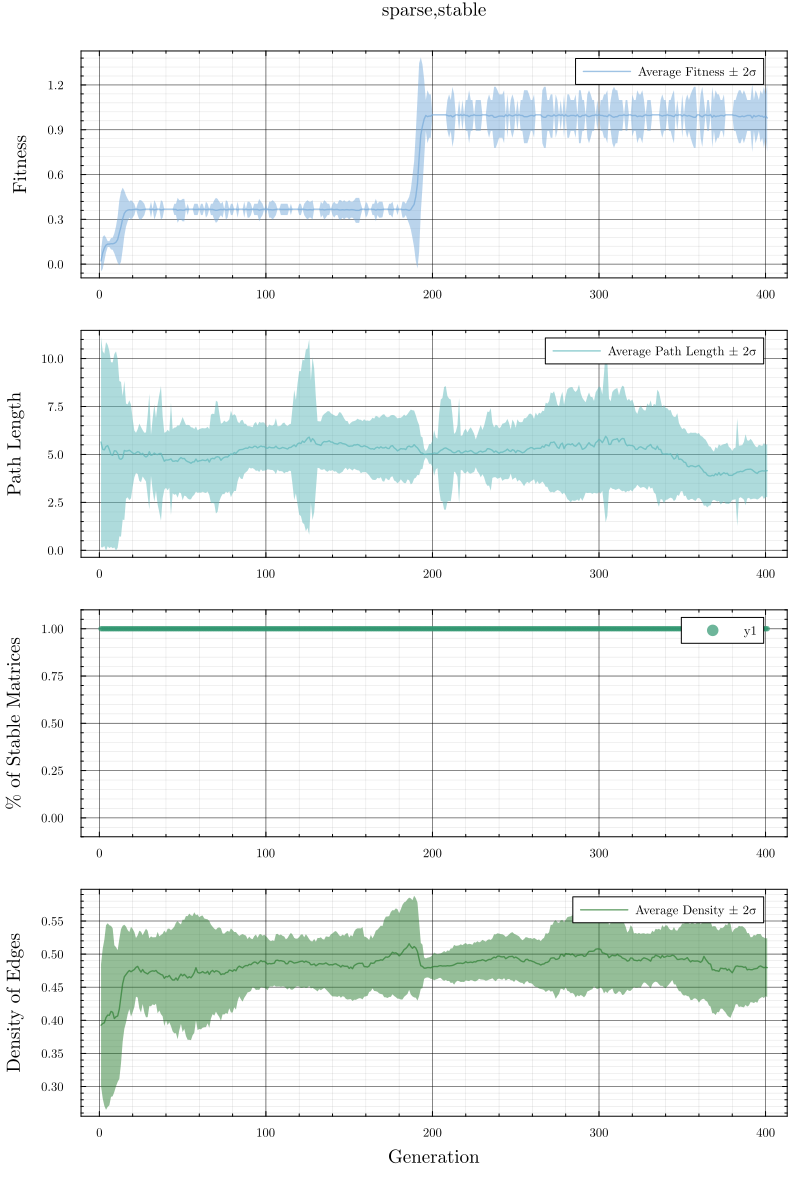 sparse,stable
Average Fitness ± 2σ
Fitness
1.2
0.9
0.6
0.3
0.0
0 100 200 300 400
Average Path Length ± 2σ
Path Length
10.0
7.5
5.0
2.5
0.0
0 100 200 300 400
y1
% of Stable Matrices
1.00
0.75
0.50
0.25
0.00
0 100 200 300 400
Average Density ± 2σ
Density of Edges
0.55
0.50
0.45
0.40
0.35
0.30
0 100 200 300 400
Generation